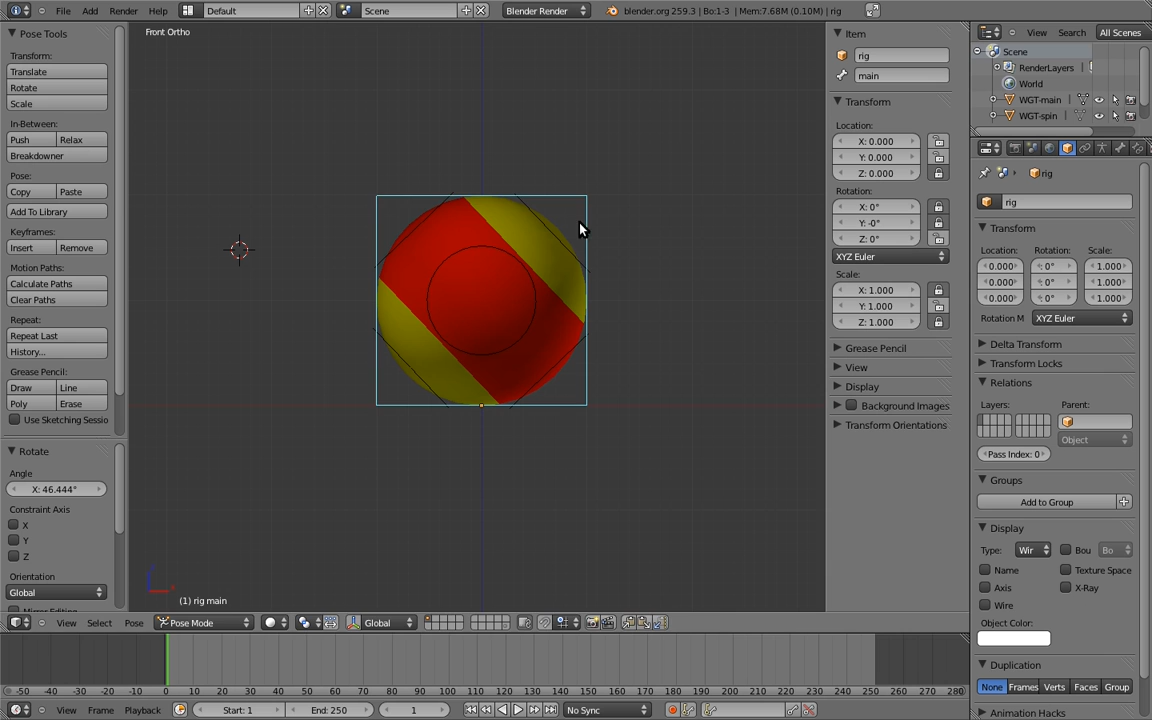 File Add Render Help Default Scene Blender Render blender.org 259.3 | Bo:1-3 | Mem:7.68M (0.10M) | rig
Pose Tools
Transform:
Translate
Rotate
Scale
In-Between:
Push Relax
Breakdowner
Pose:
Copy Paste
Add To Library
Keyframes:
Insert Remove
Motion Paths:
Calculate Paths
Clear Paths
Repeat:
Repeat Last
History...
Grease Pencil:
Draw Line
Poly Erase
Use Sketching Sessio
Rotate
Angle
X: 46.444°
Constraint Axis
X
Y
Z
Orientation
Global
Front Ortho
(1) rig main
View Select Pose Pose Mode Global
Item
rig
main
Transform
Location:
X: 0.000
Y: 0.000
Z: 0.000
Rotation:
X: 0°
Y: -0°
Z: 0°
XYZ Euler
Scale:
X: 1.000
Y: 1.000
Z: 1.000
Grease Pencil
View
Display
Background Images
Transform Orientations
View Search All Scenes
Scene
RenderLayers |
World
WGT-main |
WGT-spin |
rig
rig
Transform
Location: Rotation: Scale:
0.000 0° 1.000
0.000 0° 1.000
0.000 0° 1.000
Rotation M XYZ Euler
Delta Transform
Transform Locks
Relations
Layers: Parent:
Object
Pass Index: 0
Groups
Add to Group
Display
Type: Wir Bou Bo
Name Texture Space
Axis X-Ray
Wire
Object Color:
Duplication
None Frames Verts Faces Group
Animation Hacks
-50 -40 -30 -20 -10 0 10 20 30 40 50 60 70 80 90 100 110 120 130 140 150 160 170 180 190 200 210 220 230 240 250 260 270 280
View Frame Playback Start: 1 End: 250 1 No Sync